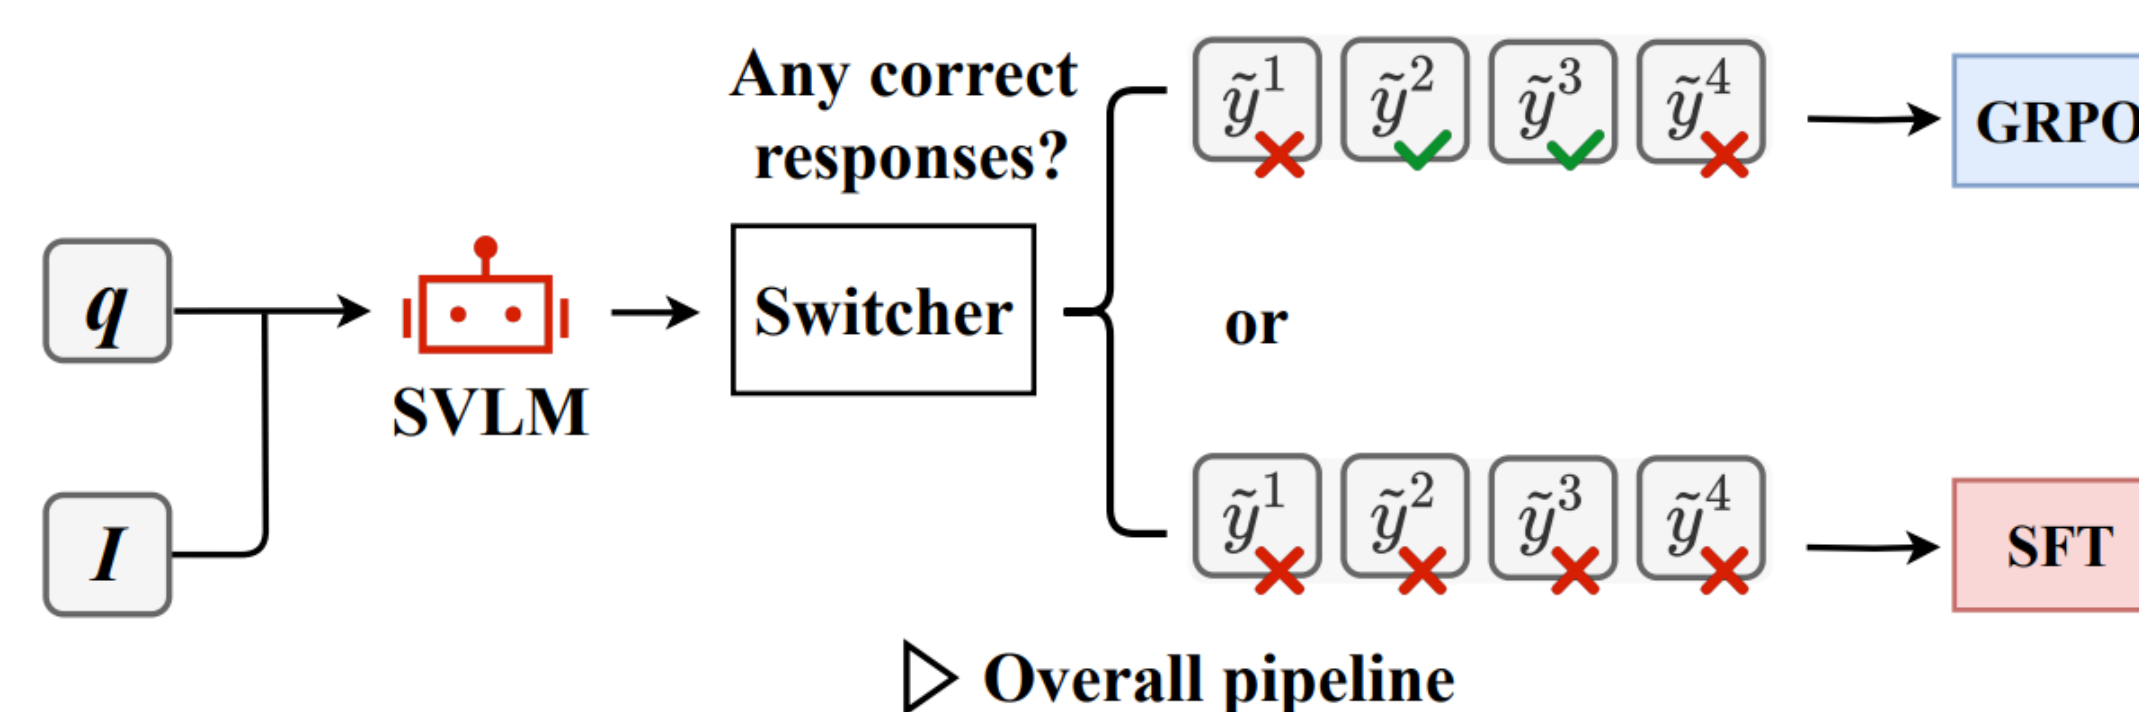 Any correct
responses?
ỹ¹ ỹ² ỹ³ ỹ⁴
GRPO
q
SVLM
Switcher
or
I
ỹ¹ ỹ² ỹ³ ỹ⁴
SFT
Overall pipeline